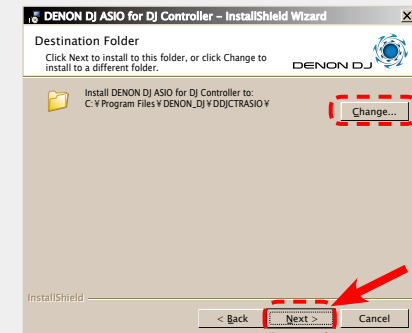 DENON DJ ASIO for DJ Controller – InstallShield Wizard
Destination Folder
Click Next to install to this folder, or click Change to
install to a different folder.
DENON DJ
Install DENON DJ ASIO for DJ Controller to:
C:¥Program Files¥DENON_DJ¥DDJCTRASIO¥
Change...
InstallShield
< Back
Next >
Cancel